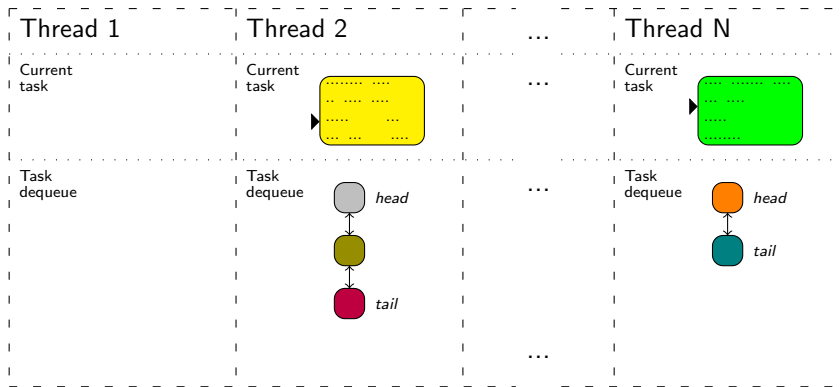 Thread 1
Thread 2
...
Thread N
Current
task
Current
task
...
Current
task
........ ....
.. .... ....
..... ...
... ... ....
.... ....... ....
... ....
.....
........
Task
dequeue
Task
dequeue
head
tail
...
Task
dequeue
head
tail
...